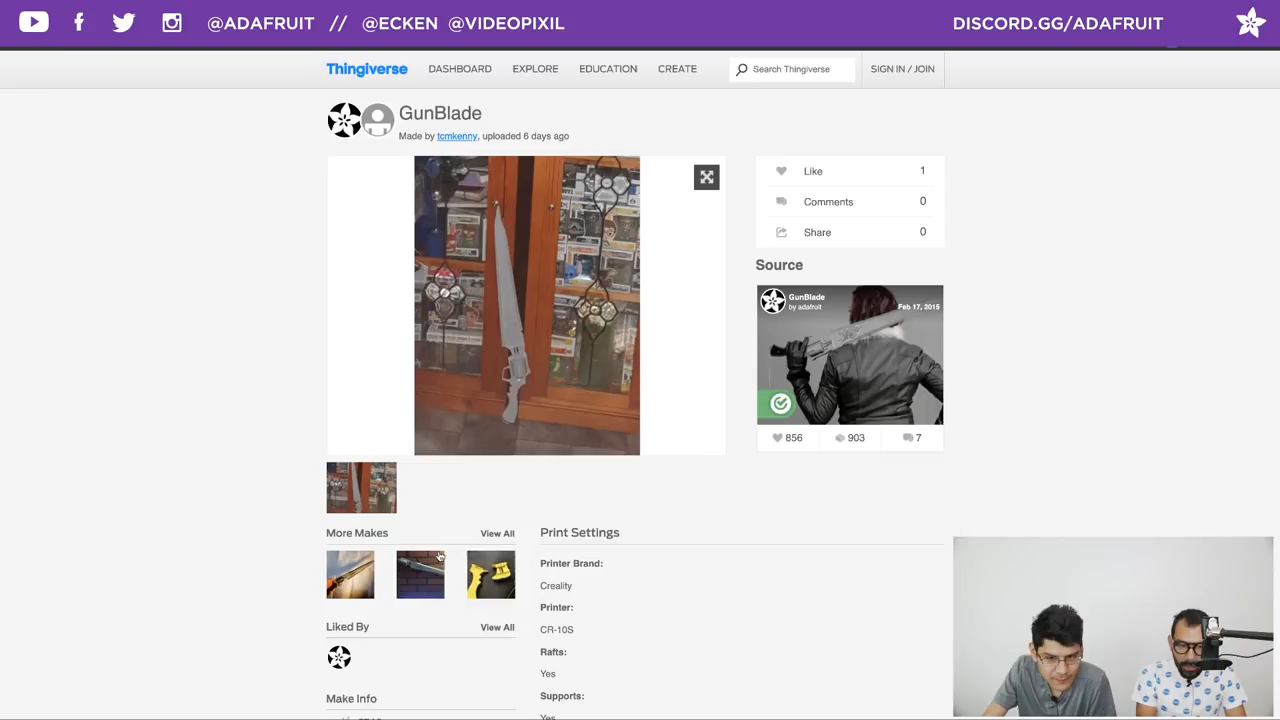 @ADAFRUIT // @ECKEN @VIDEOPIXIL
DISCORD.GG/ADAFRUIT
Thingiverse
DASHBOARD
EXPLORE
EDUCATION
CREATE
Search Thingiverse
SIGN IN / JOIN
GunBlade
Made by tcmkenny, uploaded 6 days ago
Like 1
Comments 0
Share 0
Source
GunBlade
by adafruit
Feb 17, 2015
856
903
7
More Makes
View All
Print Settings
Printer Brand:
Creality
Printer:
CR-10S
Rafts:
Yes
Supports:
Yes
Liked By
View All
Make Info